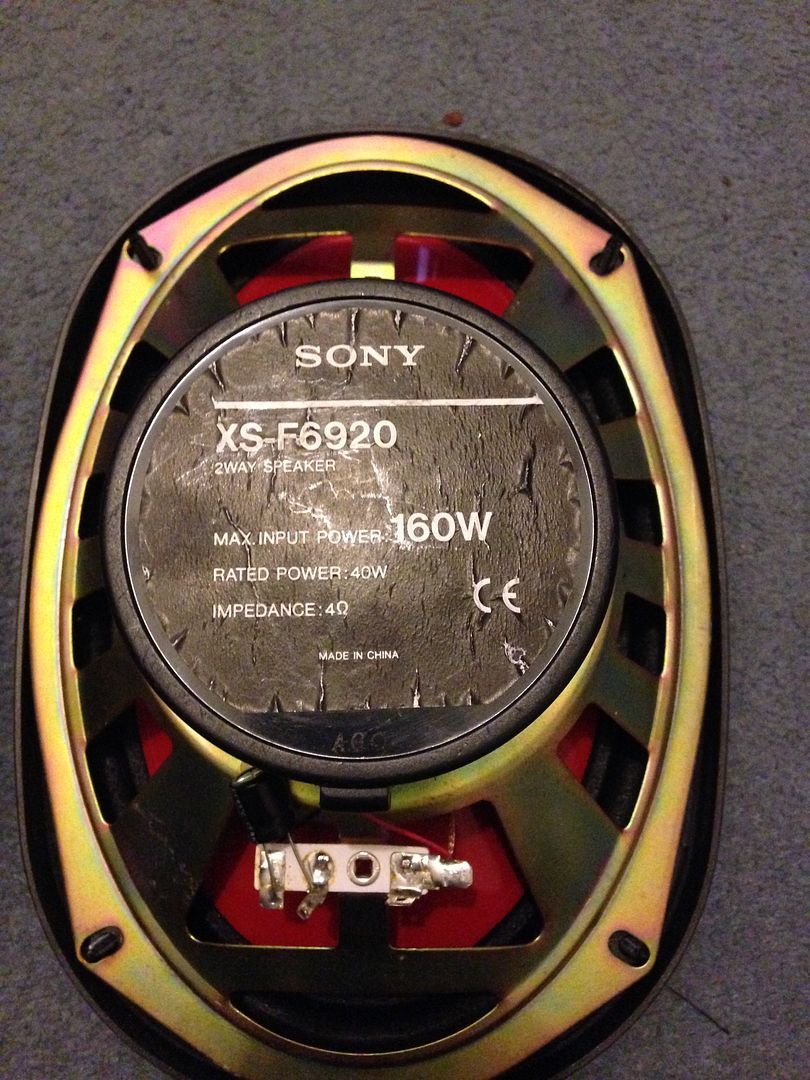 SONY
XS-F6920
2WAY SPEAKER
MAX. INPUT POWER: 160W
RATED POWER:40W
IMPEDANCE:4Ω
CE
MADE IN CHINA